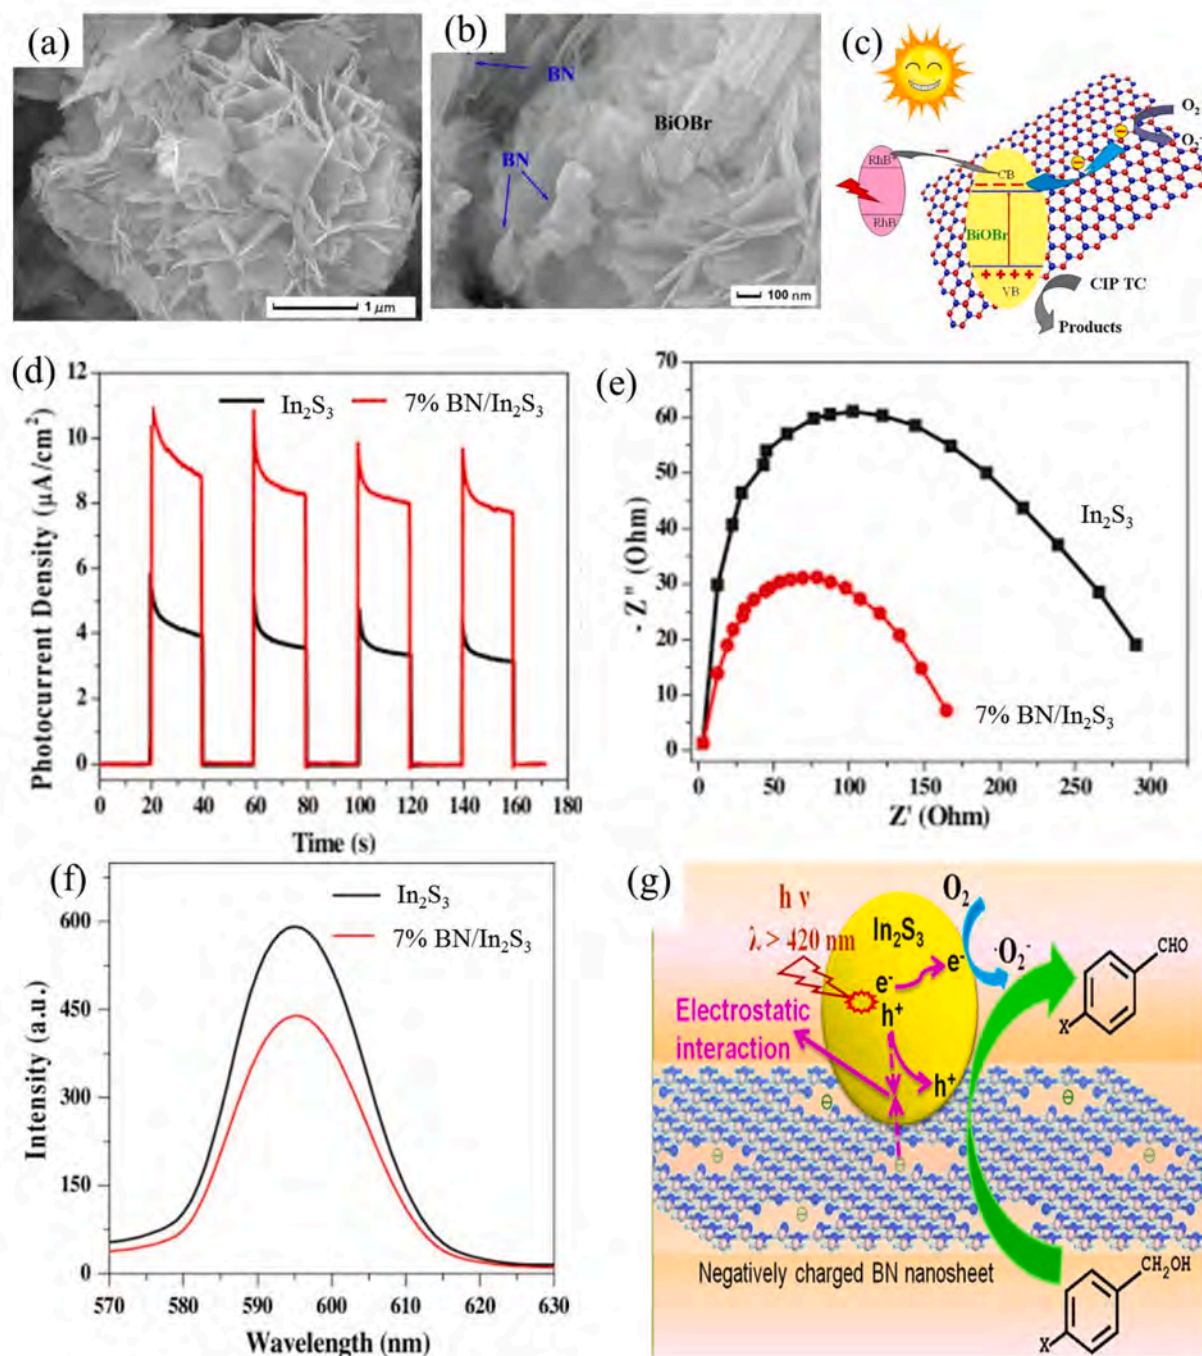 (a)
1 μm
(b)
BN
BiOBr
BN
100 nm
(c)
O₂
O₂⁻
RhB*
CB
RhB
BiOBr
VB
CIP TC
Products
(d)
In₂S₃
7% BN/In₂S₃
Photocurrent Density (μA/cm²)
12
10
8
6
4
2
0
0 20 40 60 80 100 120 140 160 180
Time (s)
(e)
-Z" (Ohm)
70
60
50
40
30
20
10
0
In₂S₃
7% BN/In₂S₃
0 50 100 150 200 250 300
Z' (Ohm)
(f)
In₂S₃
7% BN/In₂S₃
Intensity (a.u.)
600
450
300
150
0
570 580 590 600 610 620 630
Wavelength (nm)
(g)
h ν
λ > 420 nm
In₂S₃
O₂
·O₂⁻
e⁻
e⁻
h⁺
h⁺
Electrostatic
interaction
CHO
X
Negatively charged BN nanosheet
CH₂OH
X